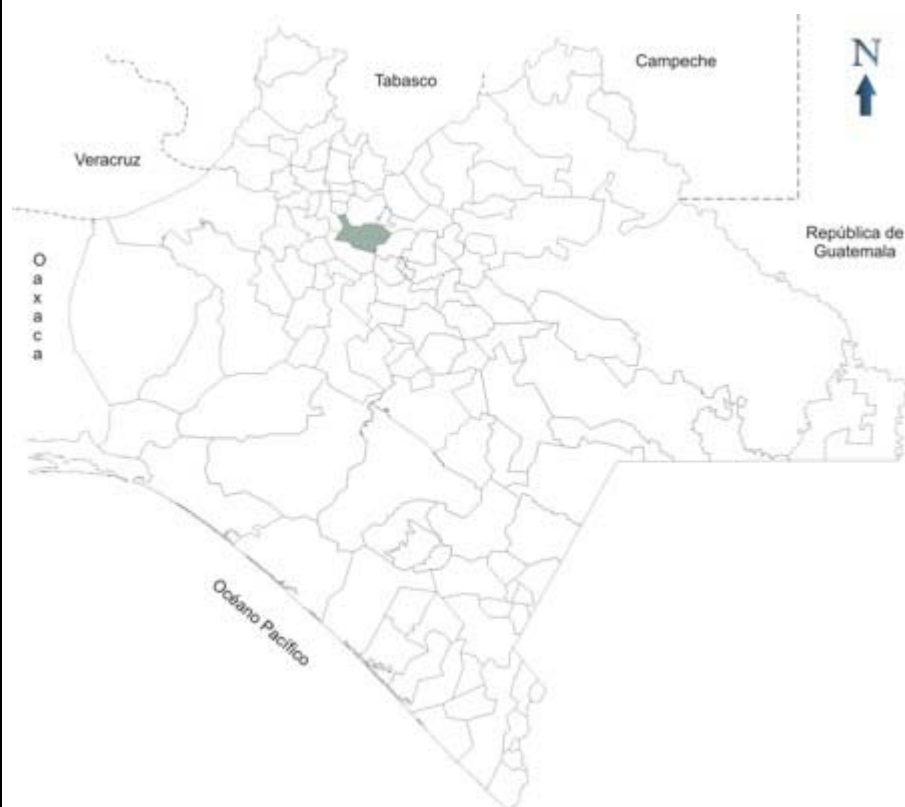 N
Campeche
Tabasco
Veracruz
República de
Guatemala
O
a
x
a
c
a
Océano Pacífico